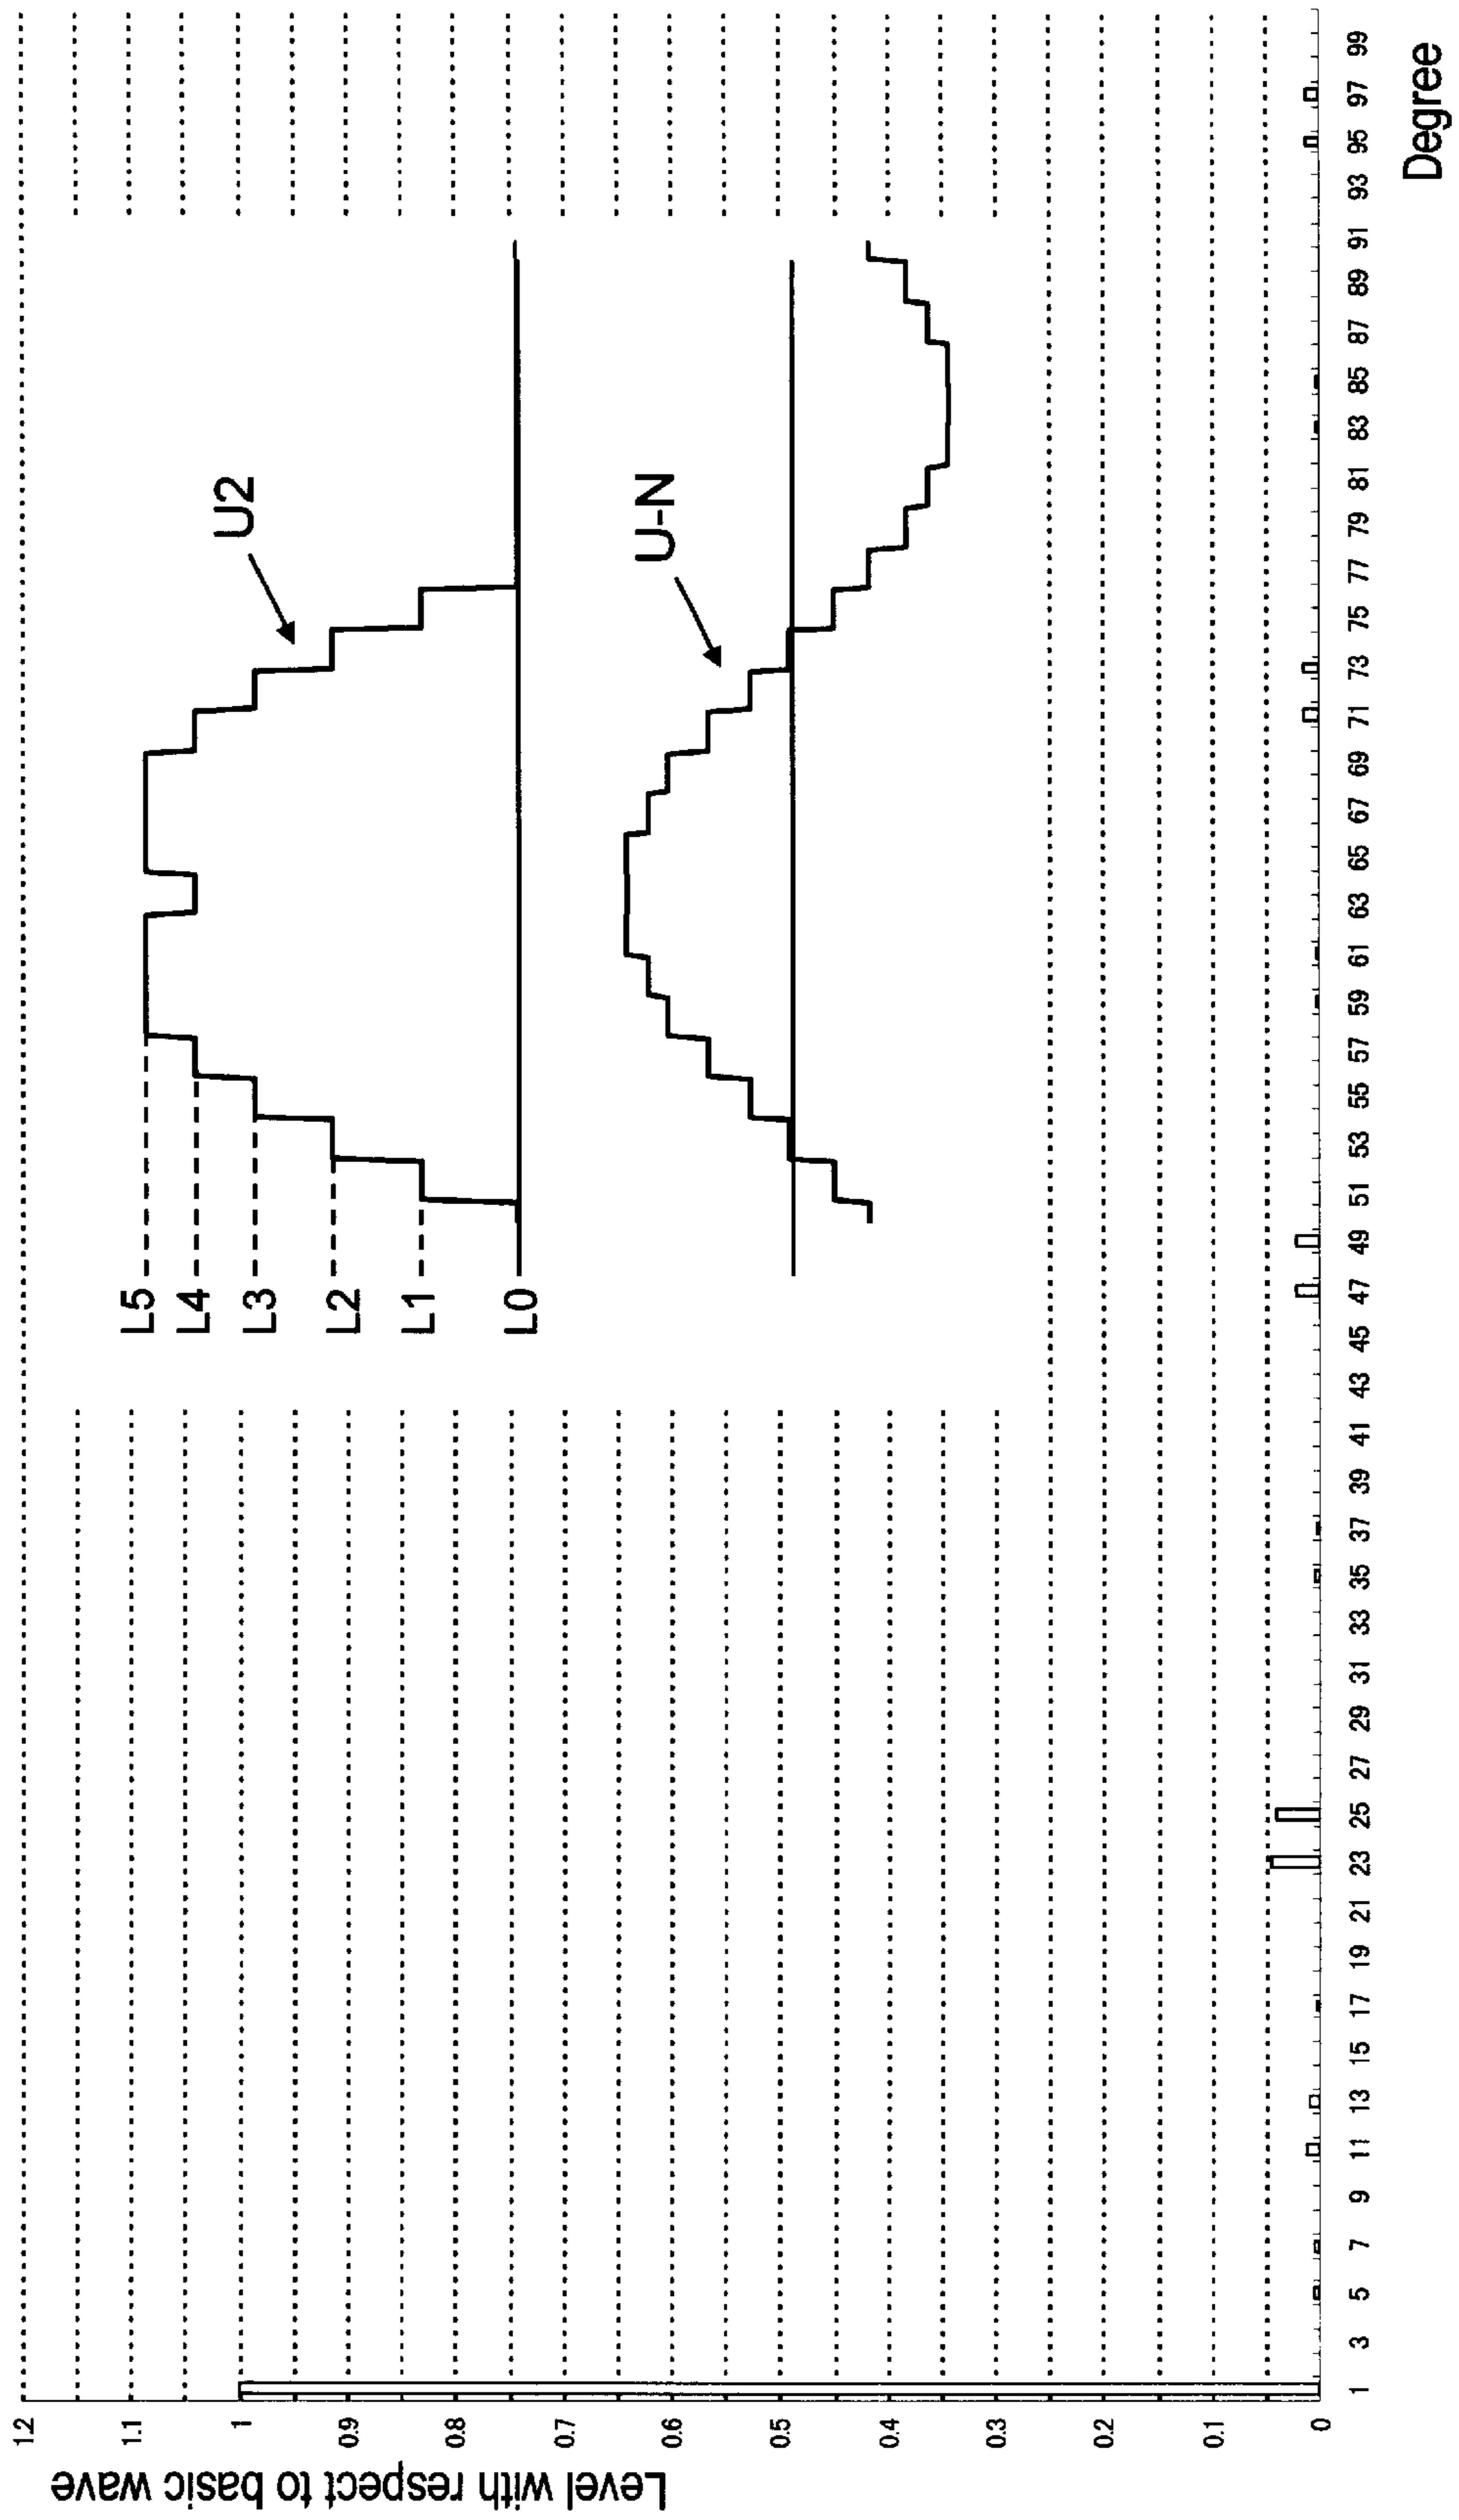 Level with respect to basic wave
1.2
1.1
1
0.9
0.8
0.7
0.6
0.5
0.4
0.3
0.2
0.1
0
L5
L4
L3
L2
L1
L0
U2
U-N
1 3 5 7 9 11 13 15 17 19 21 23 25 27 29 31 33 35 37 39 41 43 45 47 49 51 53 55 57 59 61 63 65 67 69 71 73 75 77 79 81 83 85 87 89 91 93 95 97 99
Degree